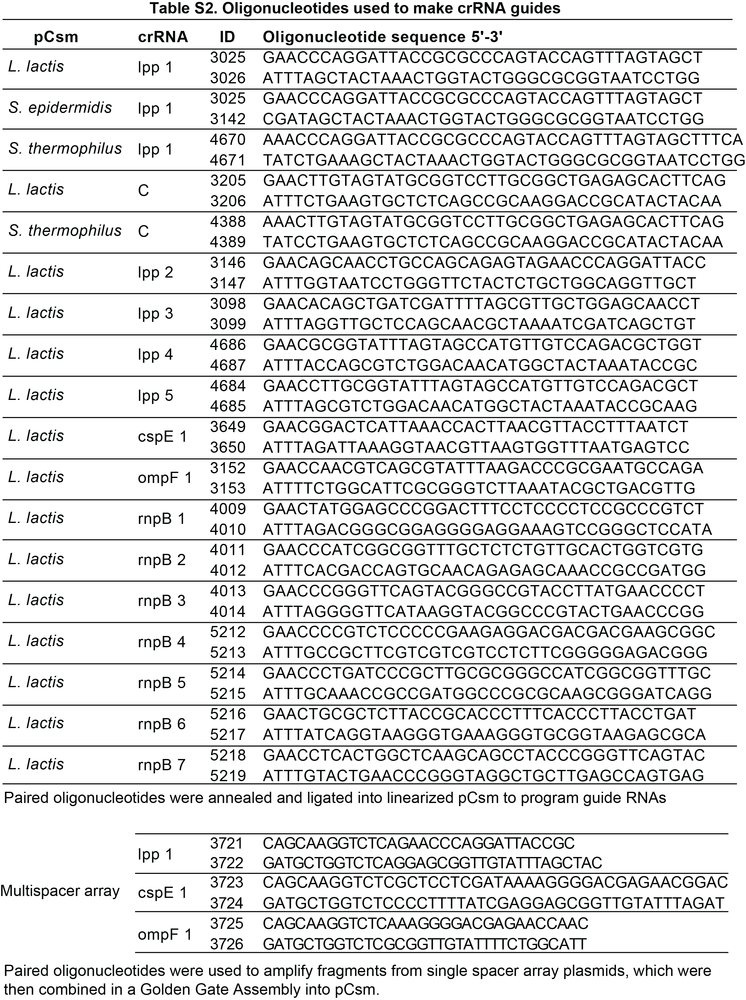 Table S2. Oligonucleotides used to make crRNA guides
pCsm crRNA ID Oligonucleotide sequence 5'-3'
L. lactis lpp 1 3025 GAACCCAGGATTACCGCGCCCAGTACCAGTTTAGTAGCT
3026 ATTTAGCTACTAAACTGGTACTGGGCGCGGTAATCCTGG
S. epidermidis lpp 1 3025 GAACCCAGGATTACCGCGCCCAGTACCAGTTTAGTAGCT
3142 CGATAGCTACTAAACTGGTACTGGGCGCGGTAATCCTGG
S. thermophilus lpp 1 4670 AAACCCAGGATTACCGCGCCCAGTACCAGTTTAGTAGCTTTCA
4671 TATCTGAAAGCTACTAAACTGGTACTGGGCGCGGTAATCCTGG
L. lactis C 3205 GAACTTGTAGTATGCGGTCCTTGCGGCTGAGAGCACTTCAG
3206 ATTTCTGAAGTGCTCTCAGCCGCAAGGACCGCATACTACAA
S. thermophilus C 4388 AAACTTGTAGTATGCGGTCCTTGCGGCTGAGAGCACTTCAG
4389 TATCCTGAAGTGCTCTCAGCCGCAAGGACCGCATACTACAA
L. lactis lpp 2 3146 GAACAGCAACCTGCCAGCAGAGTAGAACCCAGGATTACC
3147 ATTTGGTAATCCTGGGTTCTACTCTGCTGGCAGGTTGCT
L. lactis lpp 3 3098 GAACACAGCTGATCGATTTTAGCGTTGCTGGAGCAACCT
3099 ATTTAGGTTGCTCCAGCAACGCTAAAATCGATCAGCTGT
L. lactis lpp 4 4686 GAACGCGGTATTTAGTAGCCATGTTGTCCAGACGCTGGT
4687 ATTTACCAGCGTCTGGACAACATGGCTACTAAATACCGC
L. lactis lpp 5 4684 GAACCTTGCGGTATTTAGTAGCCATGTTGTCCAGACGCT
4685 ATTTAGCGTCTGGACAACATGGCTACTAAATACCGCAAG
L. lactis cspE 1 3649 GAACGGACTCATTAAACCACTTAACGTTACCTTTAATCT
3650 ATTTAGATTAAAGGTAACGTTAAGTGGTTTAATGAGTCC
L. lactis ompF 1 3152 GAACCAACGTCAGCGTATTTAAGACCCGCGAATGCCAGA
3153 ATTTTCTGGCATTCGCGGGTCTTAAATACGCTGACGTTG
L. lactis rnpB 1 4009 GAACTATGGAGCCCGGACTTTCCTCCCCTCCGCCCGTCT
4010 ATTTAGACGGGCGGAGGGGAGGAAAGTCCGGGCTCCATA
L. lactis rnpB 2 4011 GAACCCATCGGCGGTTTGCTCTCTGTTGCACTGGTCGTG
4012 ATTTCACGACCAGTGCAACAGAGAGCAAACCGCCGATGG
L. lactis rnpB 3 4013 GAACCCGGGTTCAGTACGGGCCGTACCTTATGAACCCCT
4014 ATTTAGGGGTTCATAAGGTACGGCCCGTACTGAACCCGG
L. lactis rnpB 4 5212 GAACCCCCGTCTCCCCCGAAGAGGACGACGACGAAGCGGC
5213 ATTTGCCGCTTCGTCGTCGTCCTCTTCGGGGGAGACGGG
L. lactis rnpB 5 5214 GAACCCTGATCCCGCTTGCGCGGGCCATCGGCGGTTTGC
5215 ATTTGCAAACCGCCGATGGCCCGCGCAAGCGGGATCAGG
L. lactis rnpB 6 5216 GAACTGCGCTCTTACCGCACCCTTTCACCCTTACCTGAT
5217 ATTTATCAGGTAAGGGTGAAAGGGTGCGGTAAGAGCGCA
L. lactis rnpB 7 5218 GAACCTCACTGGCTCAAGCAGCCTACCCGGGTTCAGTAC
5219 ATTTGTACTGAACCCGGGTAGGCTGCTTGAGCCAGTGAG
Paired oligonucleotides were annealed and ligated into linearized pCsm to program guide RNAs
Multispacer array lpp 1 3721 CAGCAAGGTCTCAGAACCCAGGATTACCGC
3722 GATGCTGGTCTCAGGAGCGGTTGTATTTAGCTAC
cspE 1 3723 CAGCAAGGTCTCGCTCCTCGATAAAAGGGGACGAGAACGGAC
3724 GATGCTGGTCTCCCCTTTTATCGAGGAGCGGTTGTATTTAGAT
ompF 1 3725 CAGCAAGGTCTCAAAGGGGACGAGAACCAAC
3726 GATGCTGGTCTCGCGGTTGTATTTTCTGGCATT
Paired oligonucleotides were used to amplify fragments from single spacer array plasmids, which were
then combined in a Golden Gate Assembly into pCsm.